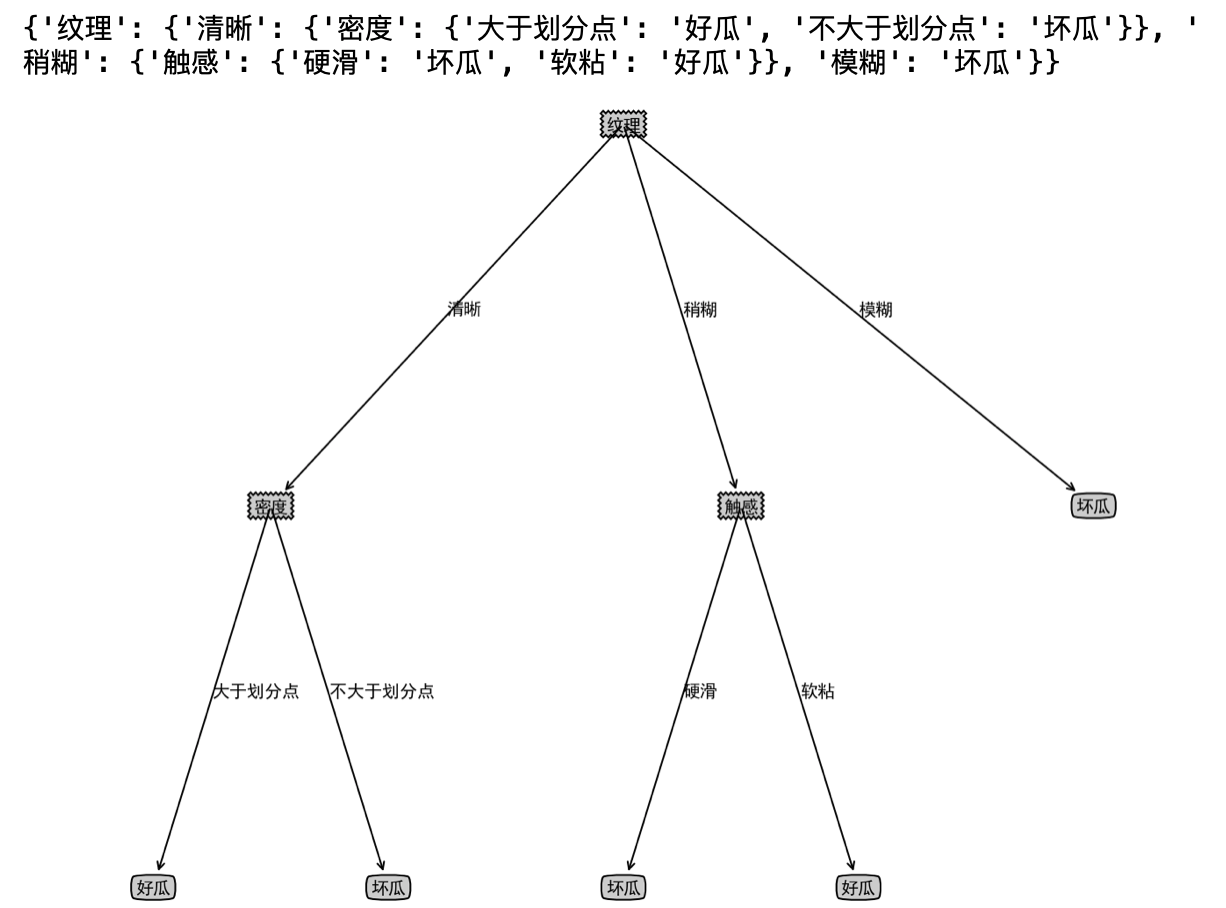 {'纹理': {'清晰': {'密度': {'大于划分点': '好瓜', '不大于划分点': '坏瓜'}}, '
稍糊': {'触感': {'硬滑': '坏瓜', '软粘': '好瓜'}}, '模糊': '坏瓜'}}
纹理
清晰
稍糊
模糊
密度
触感
坏瓜
大于划分点
不大于划分点
硬滑
软粘
好瓜
坏瓜
坏瓜
好瓜